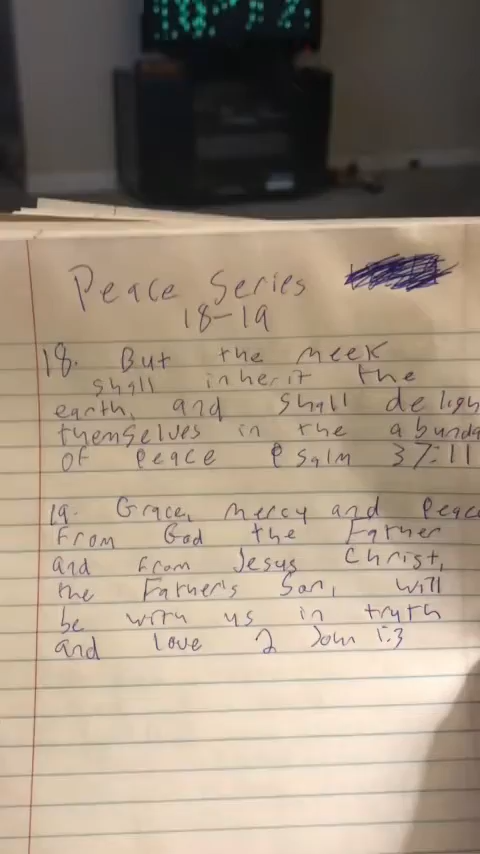 Peace Series
18-19
18. But the meek
shall inherit the
earth, and shall deligh
themselves in the abunda
of peace Psalm 37:11
19. Grace, mercy and Peace
From God the Father
and from Jesus Christ,
the Father's Son, will
be with us in truth
and love 2 John 1:3